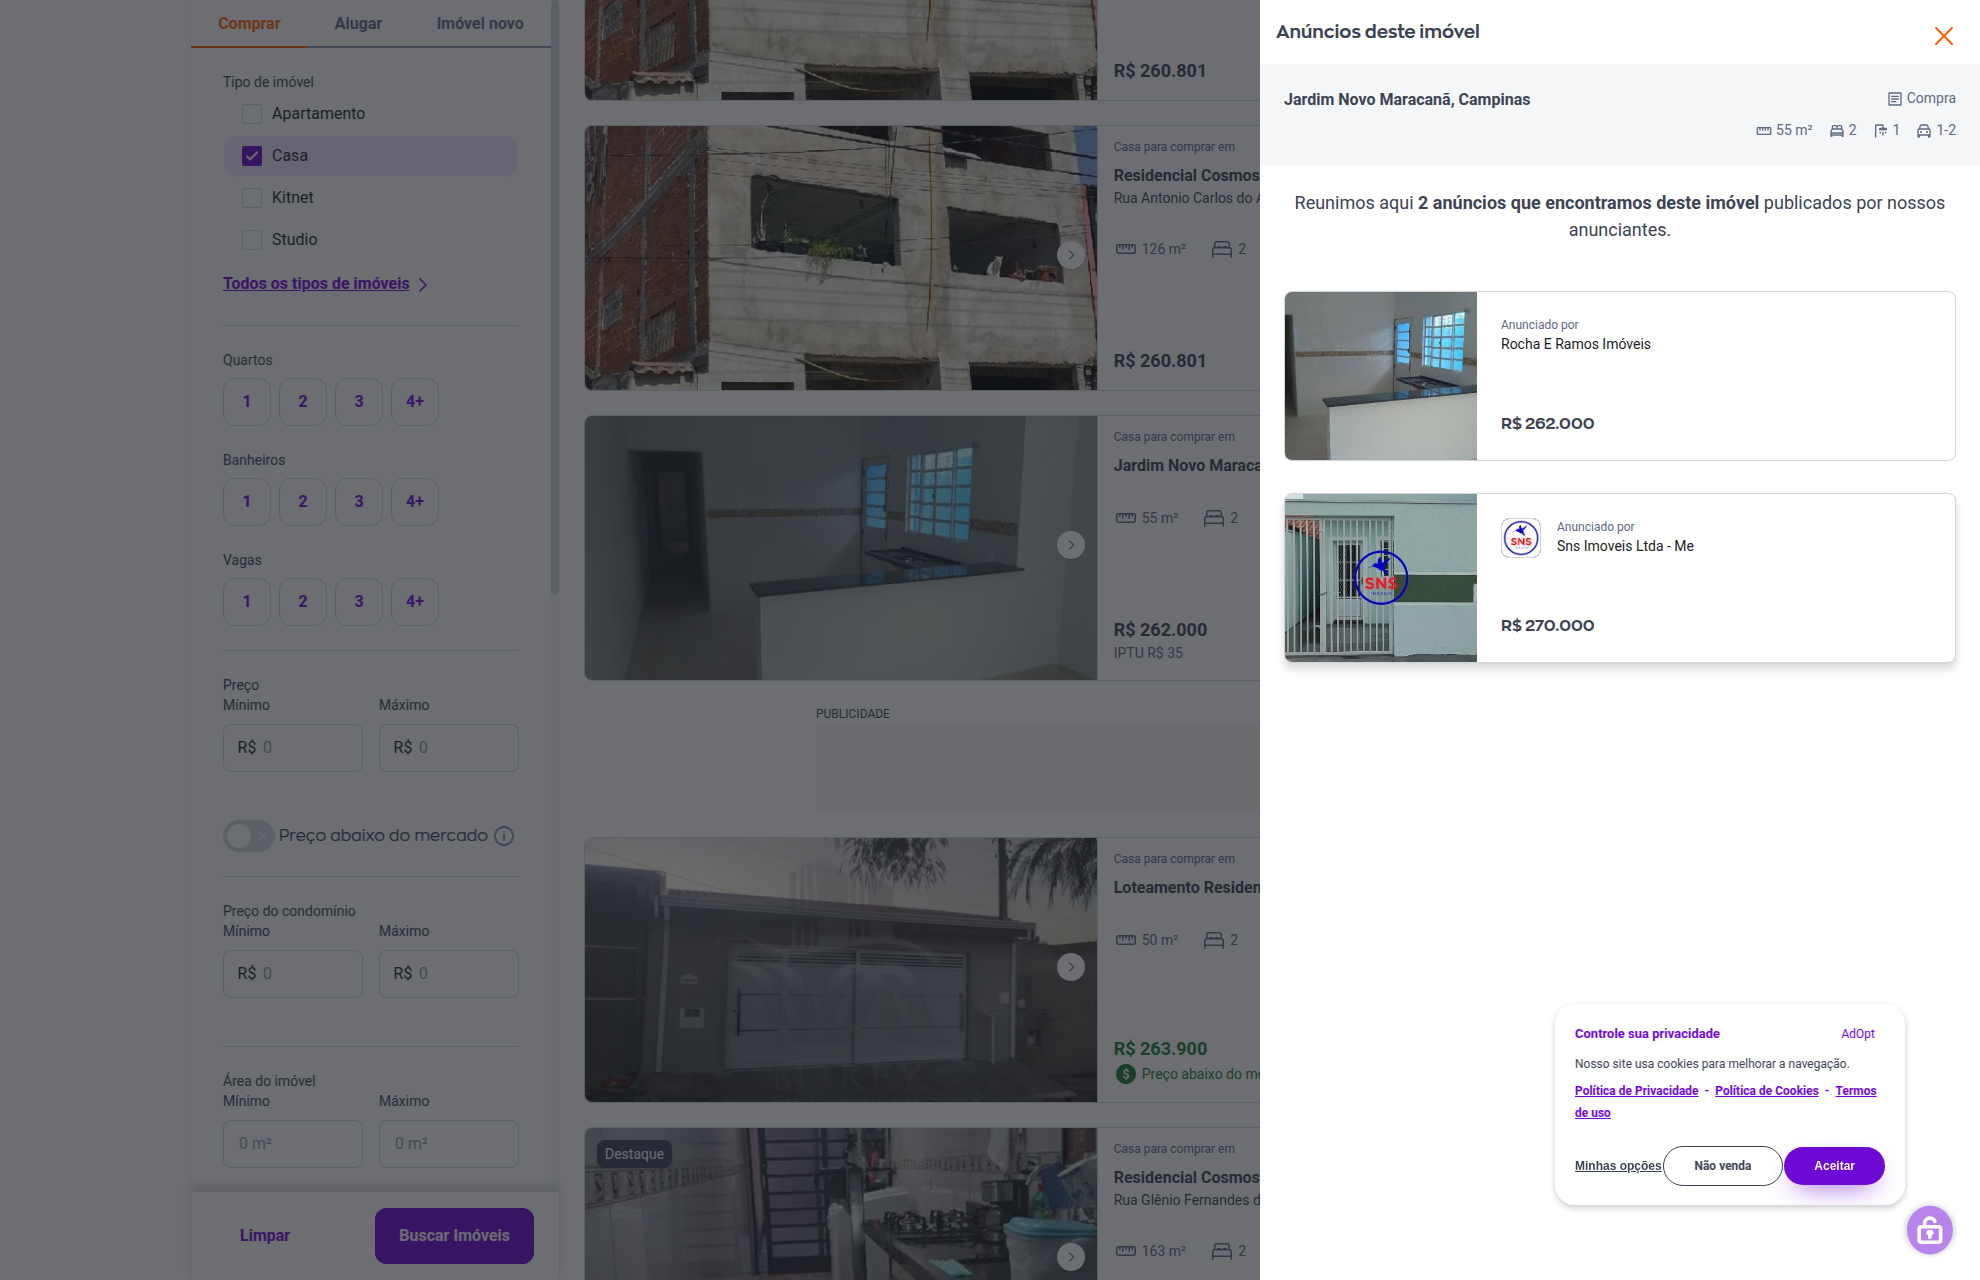 Comprar
Alugar
Imóvel novo
Tipo de imóvel
Apartamento
Casa
Kitnet
Studio
Todos os tipos de imóveis
Quartos
1
2
3
4+
Banheiros
1
2
3
4+
Vagas
1
2
3
4+
Preço
Mínimo
Máximo
R$ 0
R$ 0
Preço abaixo do mercado
Preço do condomínio
Mínimo
Máximo
R$ 0
R$ 0
Área do imóvel
Mínimo
Máximo
0 m²
0 m²
Limpar
Buscar Imóveis
R$ 260.801
Casa para comprar em
Residencial Cosmos
Rua Antonio Carlos do
126 m²
2
R$ 260.801
Casa para comprar em
Jardim Novo Maraca
55 m²
2
R$ 262.000
IPTU R$ 35
PUBLICIDADE
Casa para comprar em
Loteamento Residen
50 m²
2
R$ 263.900
Preço abaixo do me
Destaque
Casa para comprar em
Residencial Cosmos
Rua Glênio Fernandes d
163 m²
2
Anúncios deste imóvel
Jardim Novo Maracanã, Campinas
Compra
55 m²
2
1
1-2
Reunimos aqui 2 anúncios que encontramos deste imóvel publicados por nossos
anunciantes.
Anunciado por
Rocha E Ramos Imóveis
R$ 262.000
SNS
SNS
Anunciado por
Sns Imoveis Ltda - Me
R$ 270.000
Controle sua privacidade
AdOpt
Nosso site usa cookies para melhorar a navegação.
Política de Privacidade - Política de Cookies - Termos
de uso
Minhas opções
Não venda
Aceitar